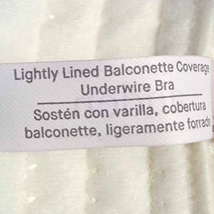 Lightly Lined Balconette Coverage
Underwire Bra
Sostén con varilla, cobertura
balconette, ligeramente forrado